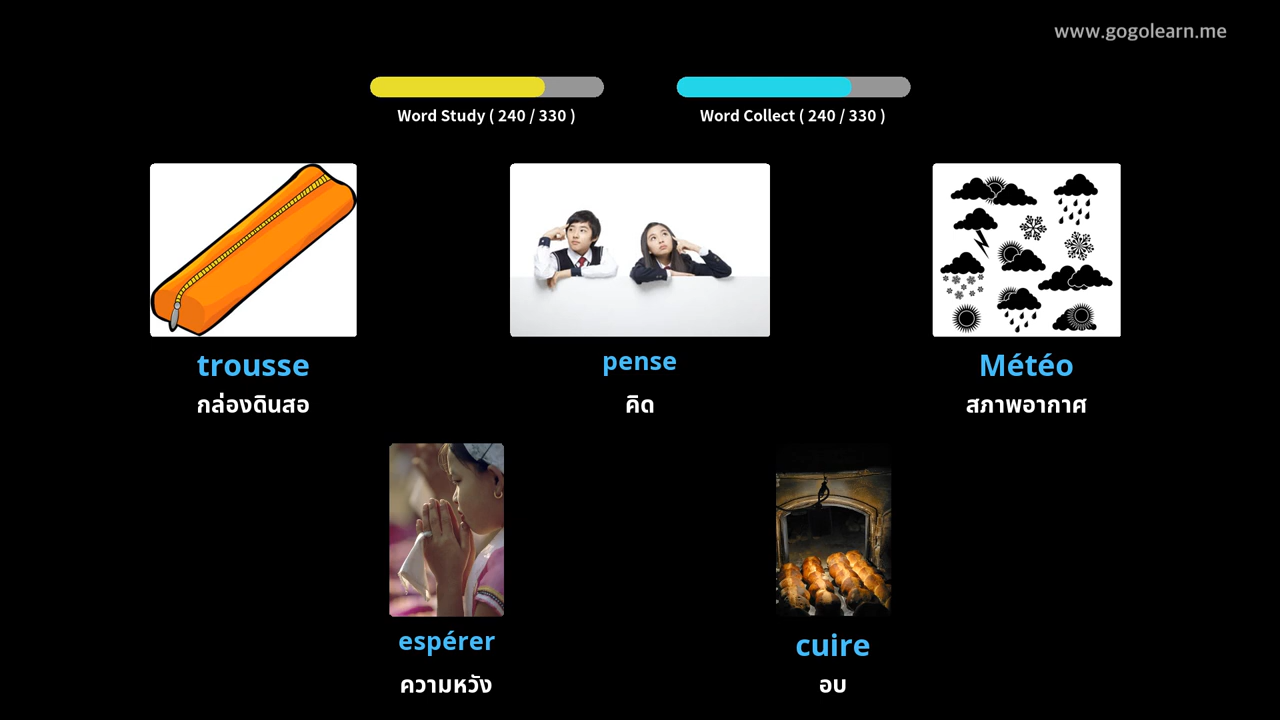 www.gogolearn.me
Word Study ( 240 / 330 )
Word Collect ( 240 / 330 )
trousse
pense
Météo
กล่องดินสอ
คิด
สภาพอากาศ
espérer
cuire
ความหวัง
อบ